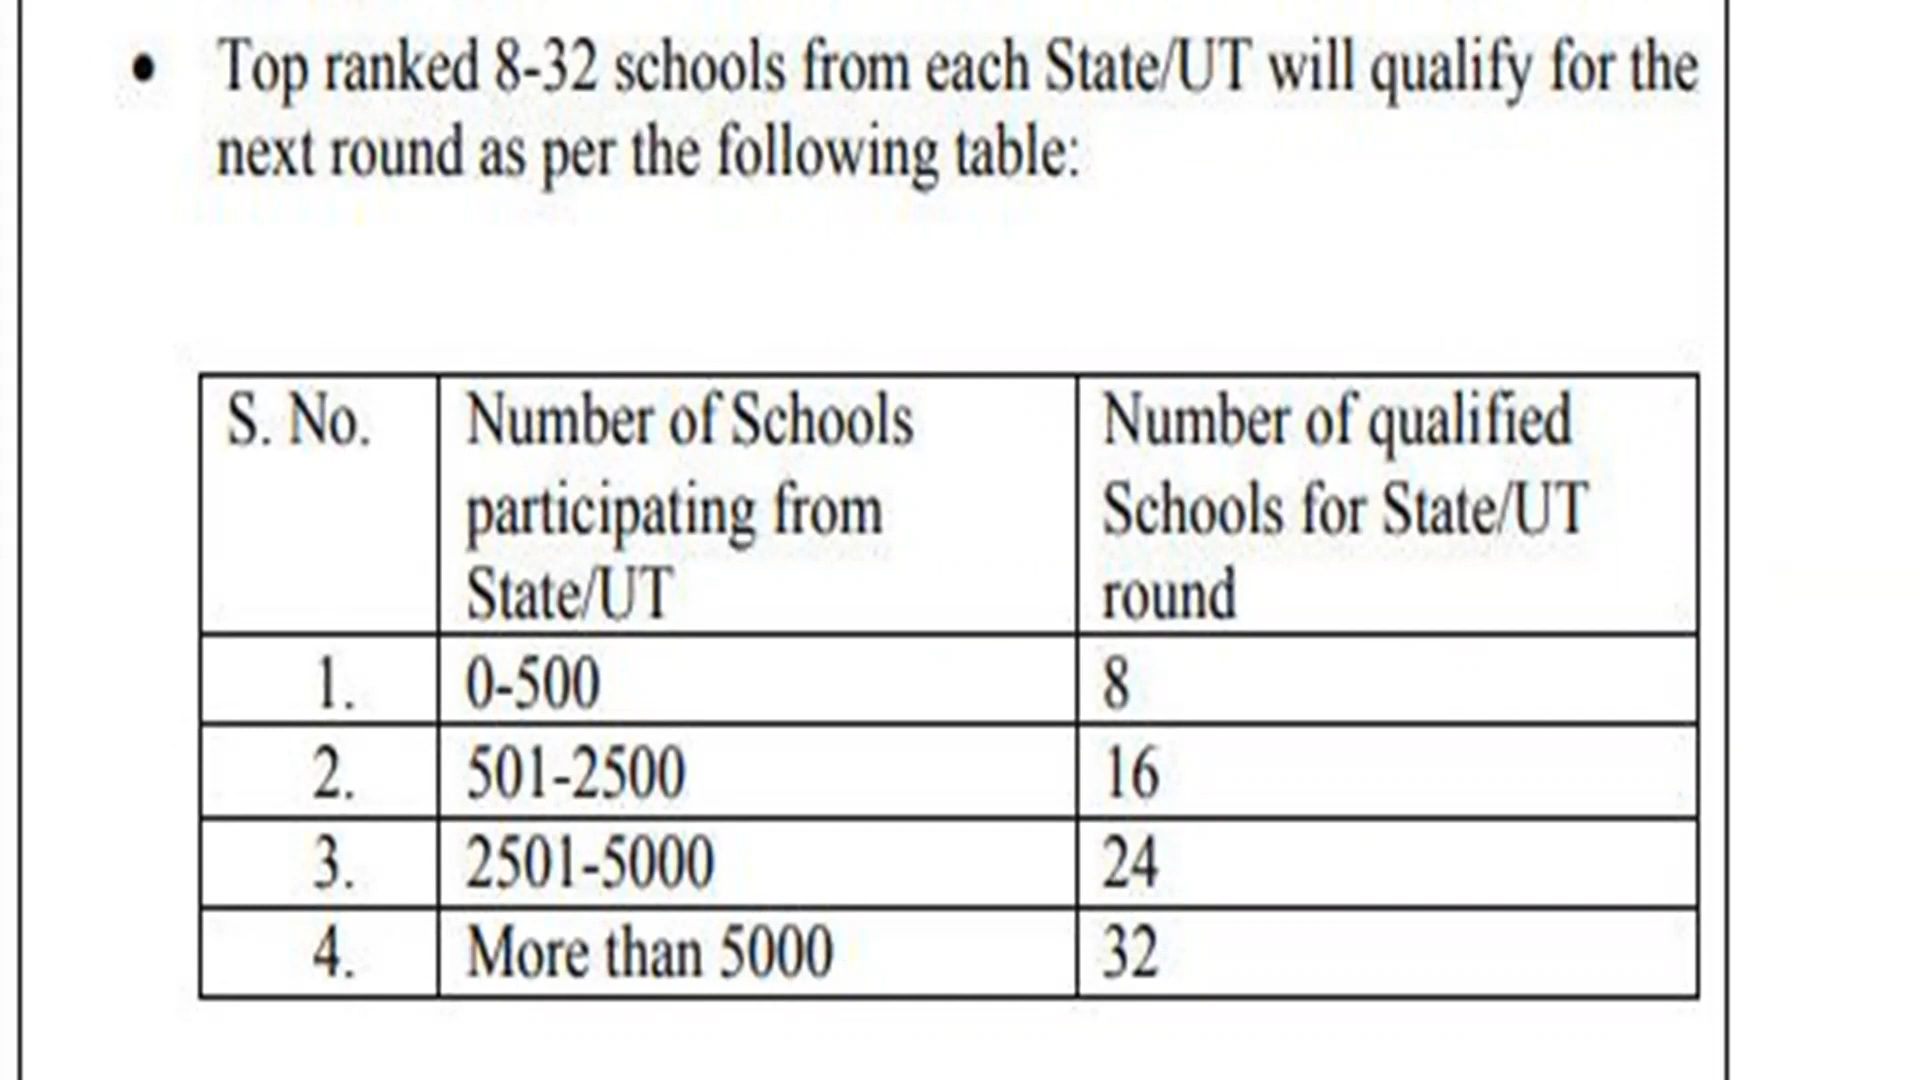 • Top ranked 8-32 schools from each State/UT will qualify for the
next round as per the following table:
S. No. Number of Schools participating from State/UT Number of qualified Schools for State/UT round
1. 0-500 8
2. 501-2500 16
3. 2501-5000 24
4. More than 5000 32